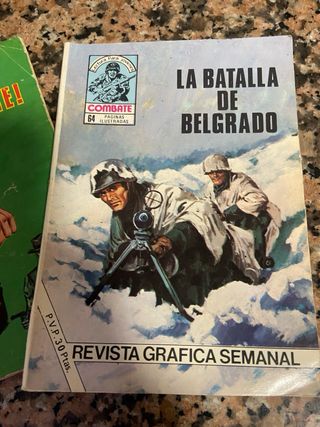 COMBATE
64 PAGINAS
ILUSTRADAS
LA BATALLA
DE
BELGRADO
P.V.P. 30 Ptas.
REVISTA GRAFICA SEMANAL
E!